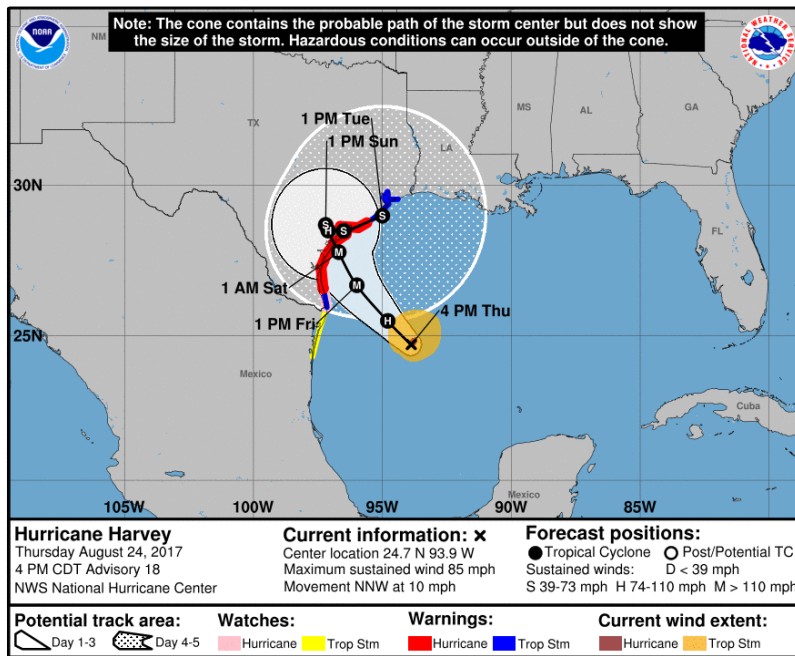 Note: The cone contains the probable path of the storm center but does not show
the size of the storm. Hazardous conditions can occur outside of the cone.
NOAA
NATIONAL WEATHER SERVICE
NM
MS
AL
GA
TX
LA
FL
1 PM Tue
1 PM Sun
30N
S
H
S
S
M
1 AM Sat
M
4 PM Thu
1 PM Fri
H
25N
Mexico
Cuba
Mexico
105W
100W
95W
90W
85W
Hurricane Harvey
Thursday August 24, 2017
4 PM CDT Advisory 18
NWS National Hurricane Center
Current information: ×
Center location 24.7 N 93.9 W
Maximum sustained wind 85 mph
Movement NNW at 10 mph
Forecast positions:
Tropical Cyclone Post/Potential TC
Sustained winds: D < 39 mph
S 39-73 mph H 74-110 mph M > 110 mph
Potential track area:
Day 1-3 Day 4-5
Watches:
Hurricane Trop Stm
Warnings:
Hurricane Trop Stm
Current wind extent:
Hurricane Trop Stm